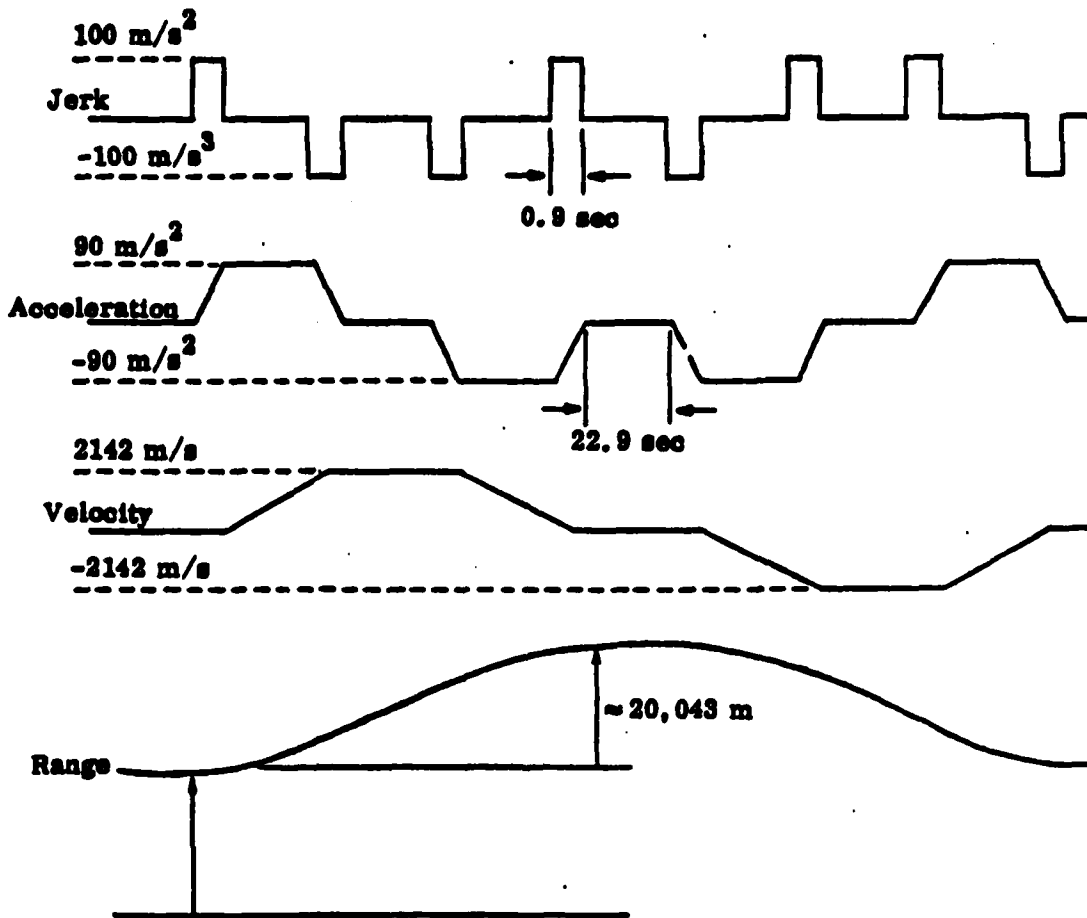 100 m/s²
Jerk
-100 m/s³
0.9 sec
90 m/s²
Acceleration
-90 m/s²
22.9 sec
2142 m/s
Velocity
-2142 m/s
≈20,043 m
Range